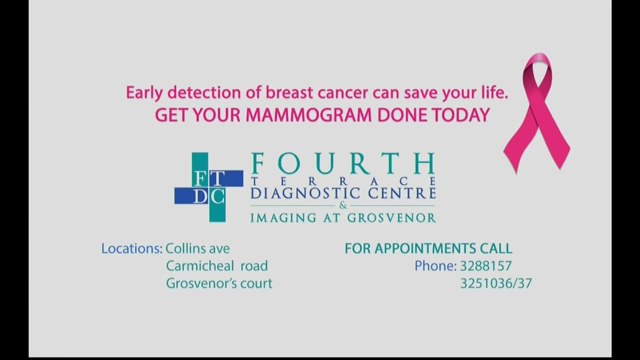 Early detection of breast cancer can save your life.
GET YOUR MAMMOGRAM DONE TODAY
FT
DC
FOURTH
TERRACE
DIAGNOSTIC CENTRE
&
IMAGING AT GROSVENOR
Locations: Collins ave
Carmicheal road
Grosvenor's court
FOR APPOINTMENTS CALL
Phone: 3288157
3251036/37